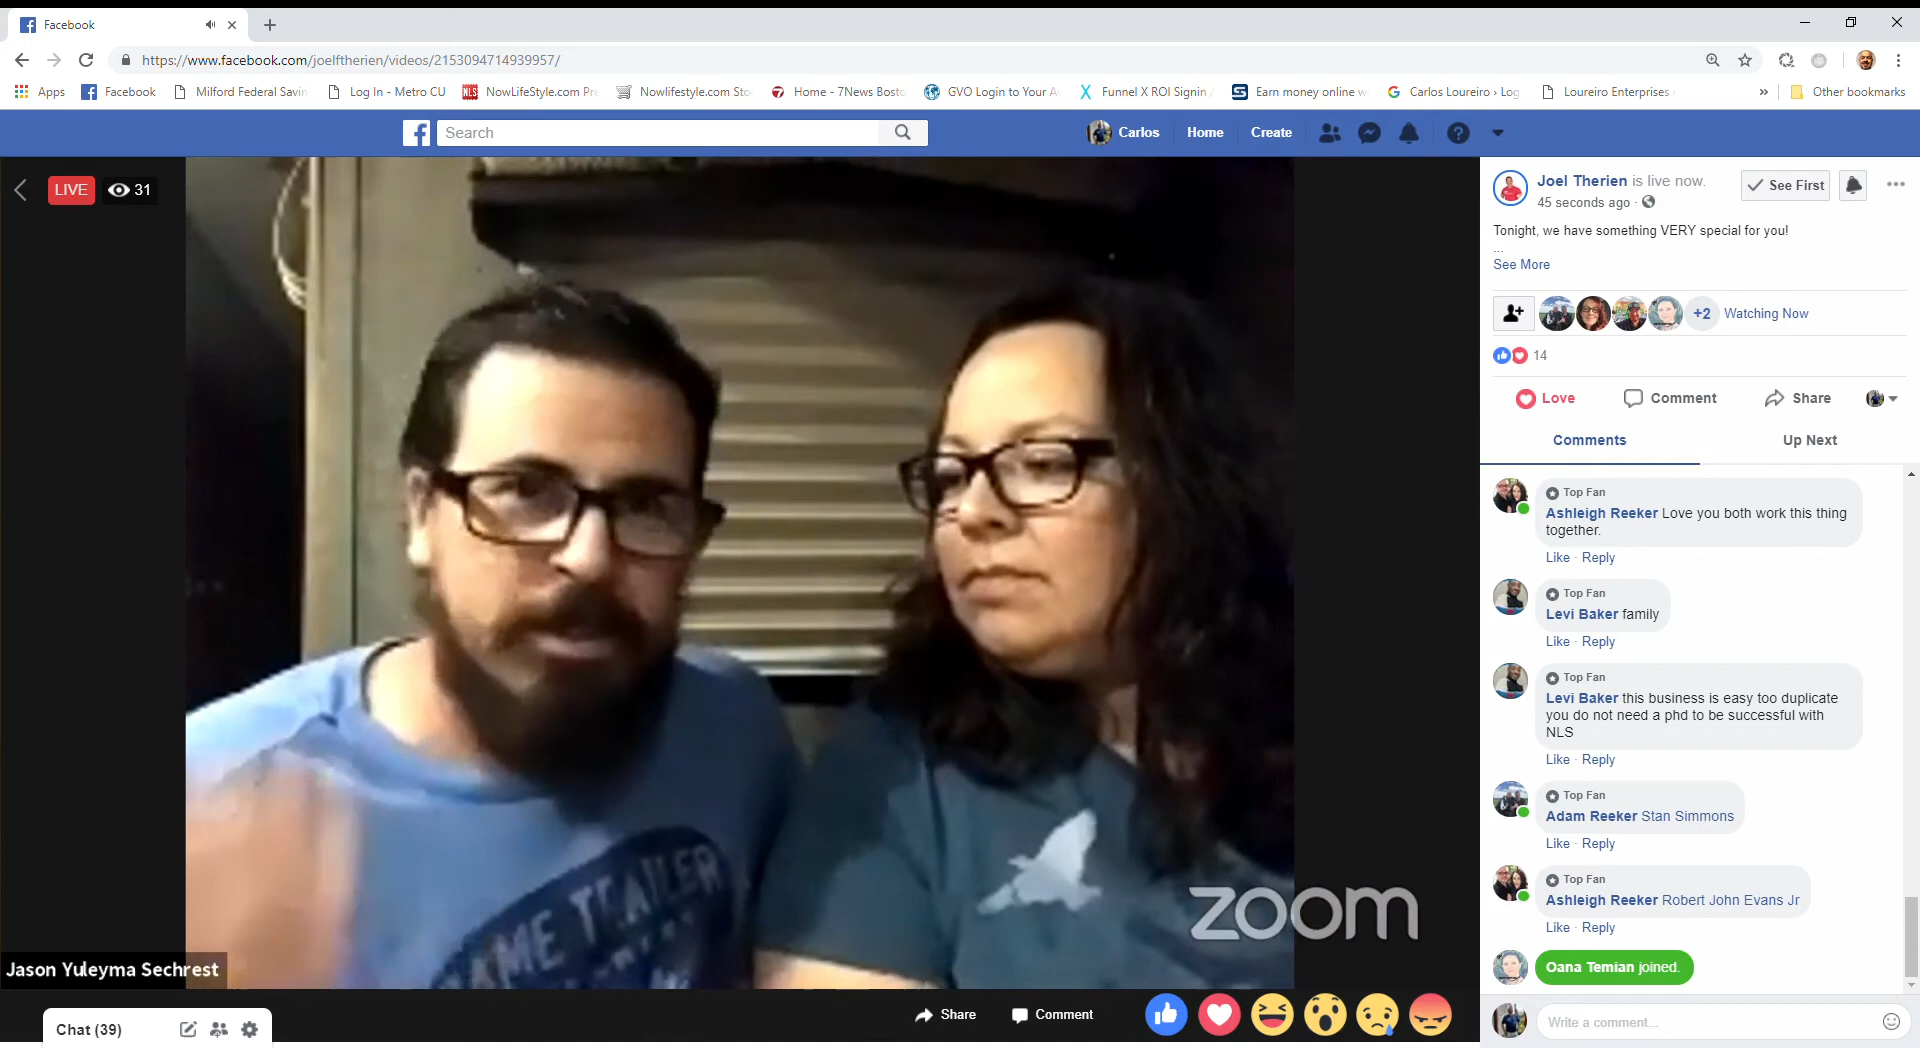 Facebook
https://www.facebook.com/joelftherien/videos/2153094714939957/
Apps
Facebook
Milford Federal Savin
Log In - Metro CU
NLS
NowLifeStyle.com Pre
Nowlifestyle.com Sto
Home - 7News Bosto
GVO Login to Your A
Funnel X ROI Signin /
Earn money online w
Carlos Loureiro › Log
Loureiro Enterprises
»
Other bookmarks
Search
Carlos
Home
Create
LIVE
31
Joel Therien is live now.
45 seconds ago ·
See First
Tonight, we have something VERY special for you!
...
See More
+2
Watching Now
14
Love
Comment
Share
Comments
Up Next
Top Fan
Ashleigh Reeker Love you both work this thing
together.
Like · Reply
Top Fan
Levi Baker family
Like · Reply
Top Fan
Levi Baker this business is easy too duplicate
you do not need a phd to be successful with
NLS
Like · Reply
Top Fan
Adam Reeker Stan Simmons
Like · Reply
Top Fan
Ashleigh Reeker Robert John Evans Jr
Like · Reply
Oana Temian joined.
Write a comment...
AME TRAILER
zoom
Jason Yuleyma Sechrest
Share
Comment
Chat (39)